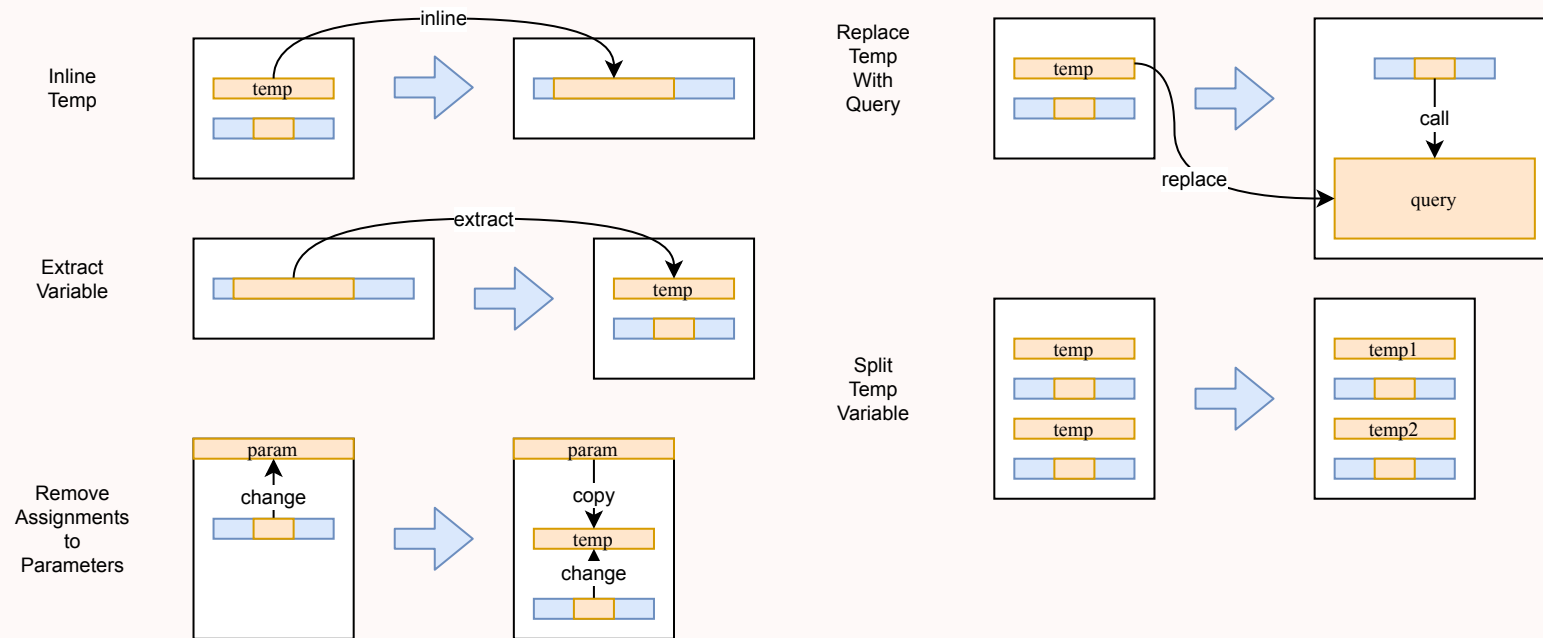 Inline
Temp
inline
temp
Extract
Variable
extract
temp
Remove
Assignments
to
Parameters
param
change
param
copy
temp
change
Replace
Temp
With
Query
temp
replace
call
query
Split
Temp
Variable
temp
temp
temp1
temp2